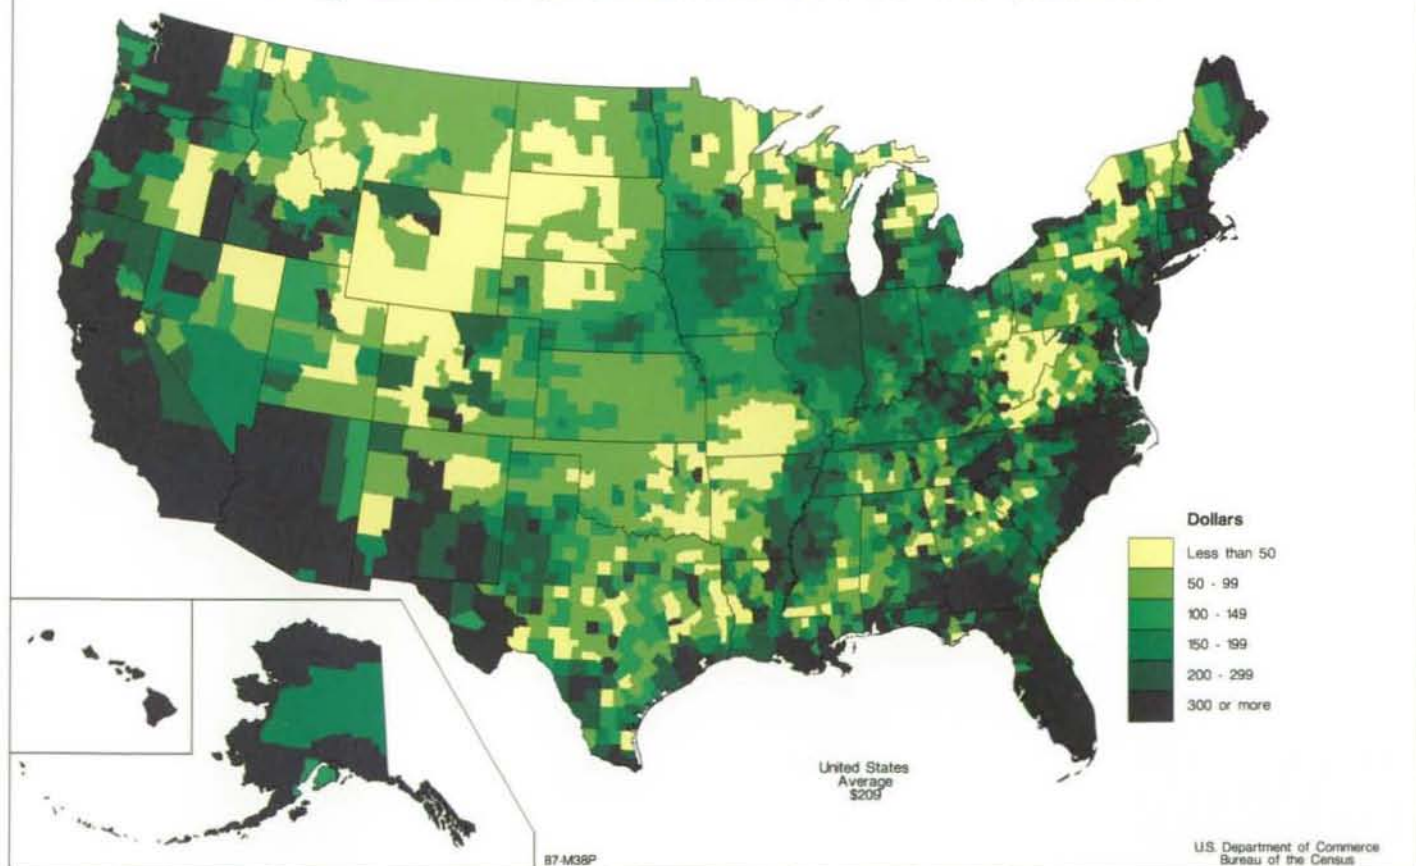 Dollars
Less than 50
50 - 99
100 - 149
150 - 199
200 - 299
300 or more
United States
Average
$209
87-M38P
U.S. Department of Commerce
Bureau of the Census